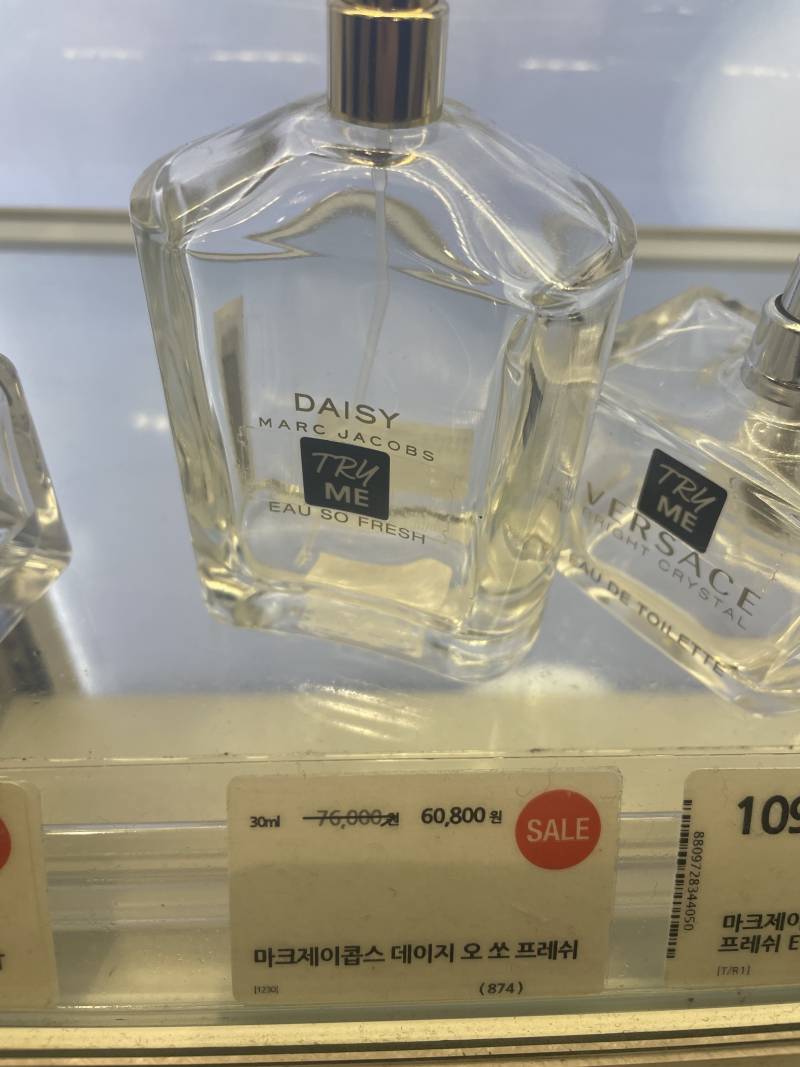 DAISY
MARC JACOBS
TRY
ME
EAU SO FRESH
TRY
ME
VERSACE
BRIGHT CRYSTAL
EAU DE TOILETTE
30ml 76,000원 60,800 원 SALE
마크제이콥스 데이지 오 쏘 프레쉬
[1230] (874)
109
8809728344050
마크제이
프레쉬 E
[T/R1]